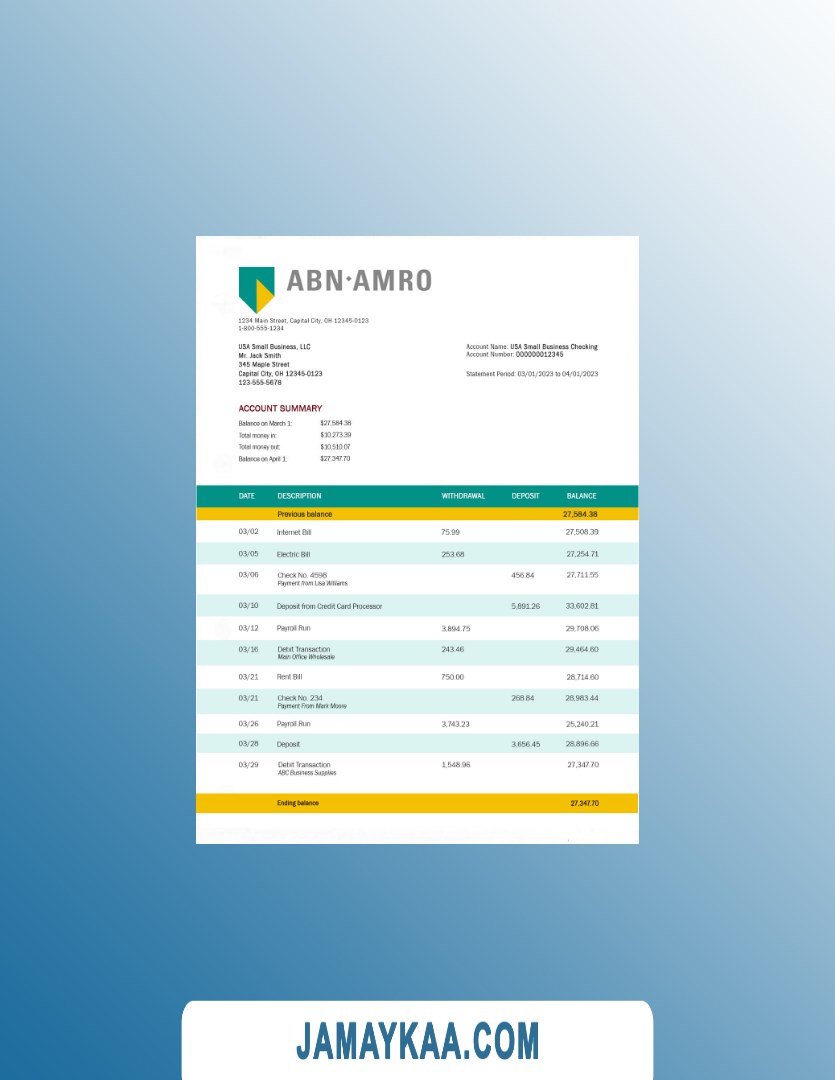 ABN·AMRO
1234 Main Street, Capital City, OH 12345-0123
1-800-555-1234
USA Small Business, LLC
Mr. Jack Smith
345 Maple Street
Capital City, OH 12345-0123
123-555-5678
Account Name: USA Small Business Checking
Account Number: 000000012345
Statement Period: 03/01/2023 to 04/01/2023
ACCOUNT SUMMARY
Balance on March 1: $27,584.38
Total money in: $10,273.39
Total money out: $10,510.07
Balance on April 1: $27,347.70
DATE DESCRIPTION WITHDRAWAL DEPOSIT BALANCE
Previous balance 27,584.38
03/02 Internet Bill 75.99 27,508.39
03/05 Electric Bill 253.68 27,254.71
03/06 Check No. 4598 456.84 27,711.55
Payment from Lisa Williams
03/10 Deposit from Credit Card Processor 5,891.26 33,602.81
03/12 Payroll Run 3,894.75 29,708.06
03/16 Debit Transaction 243.46 29,464.60
Main Office Wholesale
03/21 Rent Bill 750.00 28,714.60
03/21 Check No. 234 268.84 28,983.44
Payment From Mark Moore
03/26 Payroll Run 3,743.23 25,240.21
03/28 Deposit 3,656.45 28,896.66
03/29 Debit Transaction 1,548.96 27,347.70
ABC Business Supplies
Ending balance 27,347.70
JAMAYKAA.COM